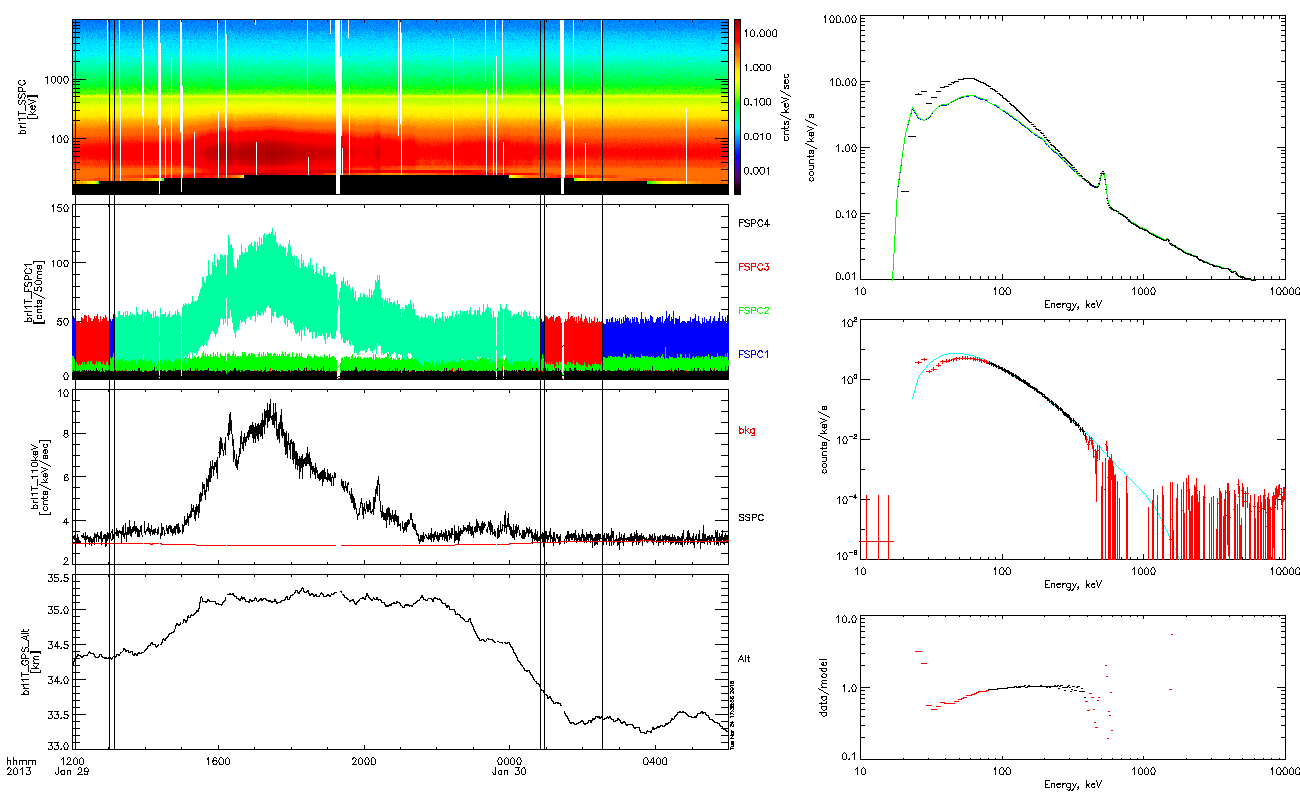 brl1T_SSPC
[keV]
1000
100
10.000
1.000
0.100
0.010
0.001
cnts/keV/sec
brl1T_FSPC1
[cnts/50ms]
150
100
50
0
FSPC4
FSPC3
FSPC2
FSPC1
brl1T_110keV
[cnts/keV/sec]
10
8
6
4
2
bkg
SSPC
brl1T_GPS_Alt
[km]
35.5
35.0
34.5
34.0
33.5
33.0
Alt
hhmm
2013
1200
Jan 29
1600
2000
0000
Jan 30
0400
counts/keV/s
100.00
10.00
1.00
0.10
0.01
10
100
1000
10000
Energy, keV
counts/keV/s
10²
10⁰
10⁻²
10⁻⁴
10⁻⁶
10
100
1000
10000
Energy, keV
data/model
10.0
1.0
0.1
10
100
1000
10000
Energy, keV